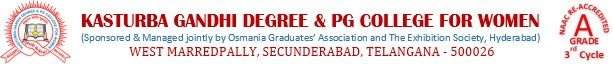 KASTURBA GANDHI DEGREE & PG COLLEGE FOR WOMEN
(Sponsored & Managed jointly by Osmania Graduates' Association and The Exhibition Society, Hyderabad)
WEST MARREDPALLY, SECUNDERABAD, TELANGANA - 500026
NAAC RE-ACCREDITED
A
GRADE
3rd Cycle